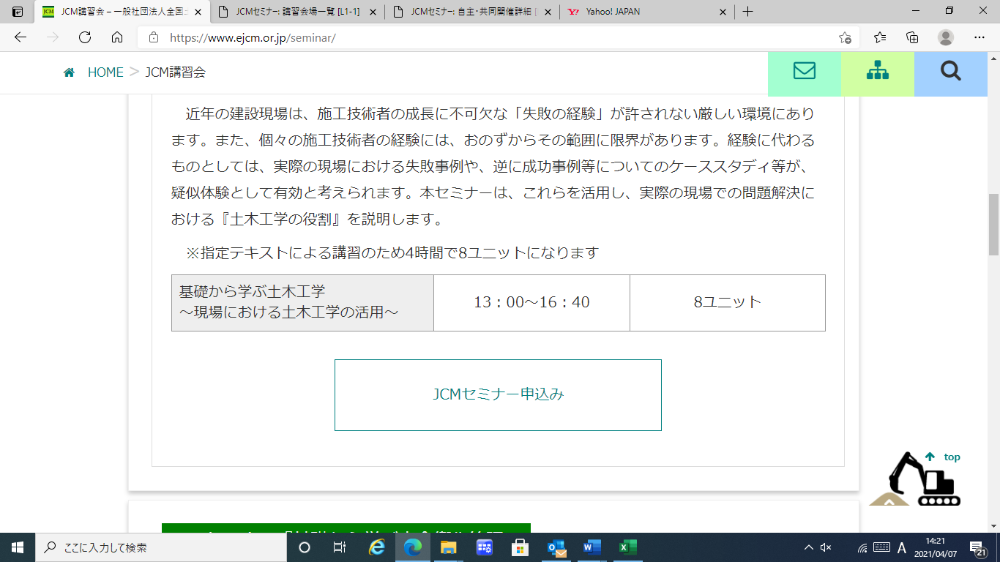 JCM講習会 – 一般社団法人全国土
JCMセミナー: 講習会場一覧 [L1-1]
JCMセミナー: 自主・共同開催詳細 [
Yahoo! JAPAN
https://www.ejcm.or.jp/seminar/
HOME > JCM講習会
近年の建設現場は、施工技術者の成長に不可欠な「失敗の経験」が許されない厳しい環境にあり
ます。また、個々の施工技術者の経験には、おのずからその範囲に限界があります。経験に代わる
ものとしては、実際の現場における失敗事例や、逆に成功事例等についてのケーススタディ等が、
疑似体験として有効と考えられます。本セミナーは、これらを活用し、実際の現場での問題解決に
おける『土木工学の役割』を説明します。
※指定テキストによる講習のため4時間で8ユニットになります
基礎から学ぶ土木工学
～現場における土木工学の活用～
13：00～16：40
8ユニット
JCMセミナー申込み
top
ここに入力して検索
A
14:21
2021/04/07
21